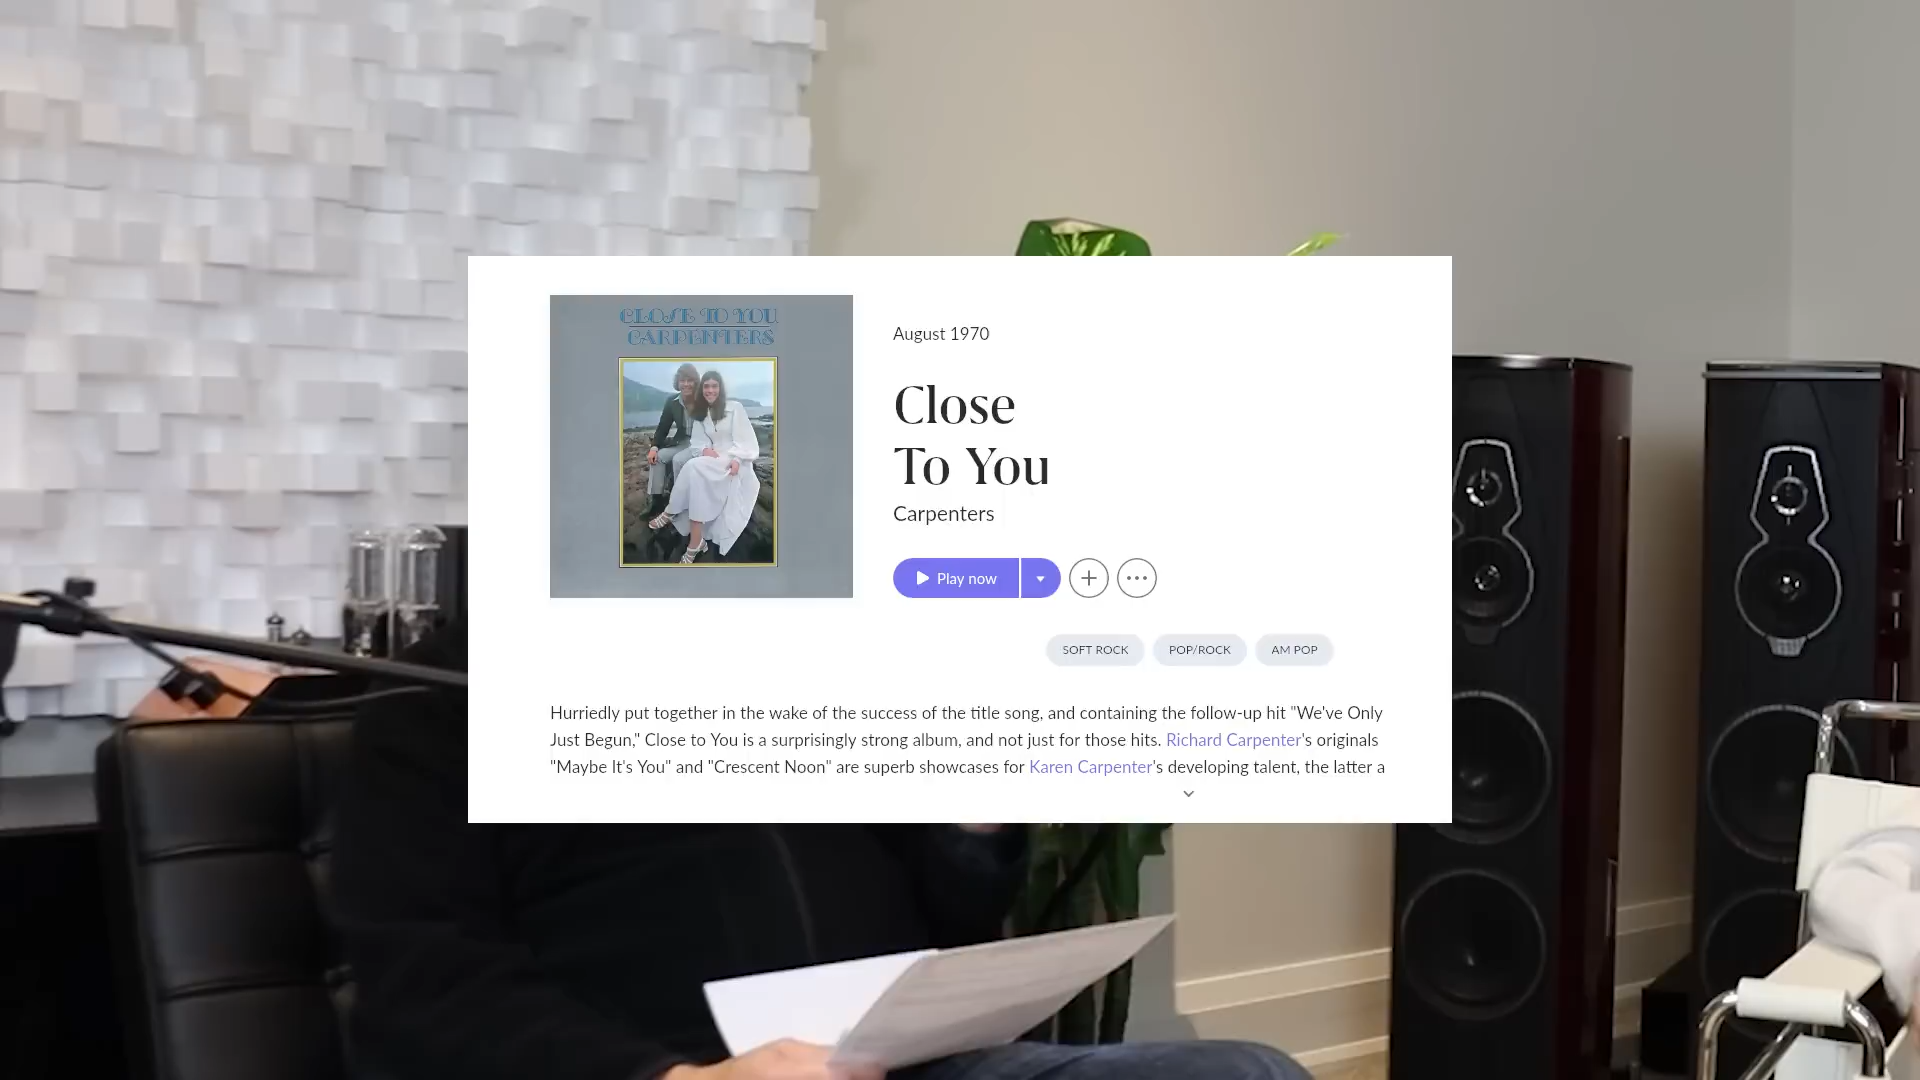 CLOSE TO YOU
CARPENTERS
August 1970
Close
To You
Carpenters
Play now
SOFT ROCK
POP/ROCK
AM POP
Hurriedly put together in the wake of the success of the title song, and containing the follow-up hit "We've Only
Just Begun," Close to You is a surprisingly strong album, and not just for those hits. Richard Carpenter's originals
"Maybe It's You" and "Crescent Noon" are superb showcases for Karen Carpenter's developing talent, the latter a